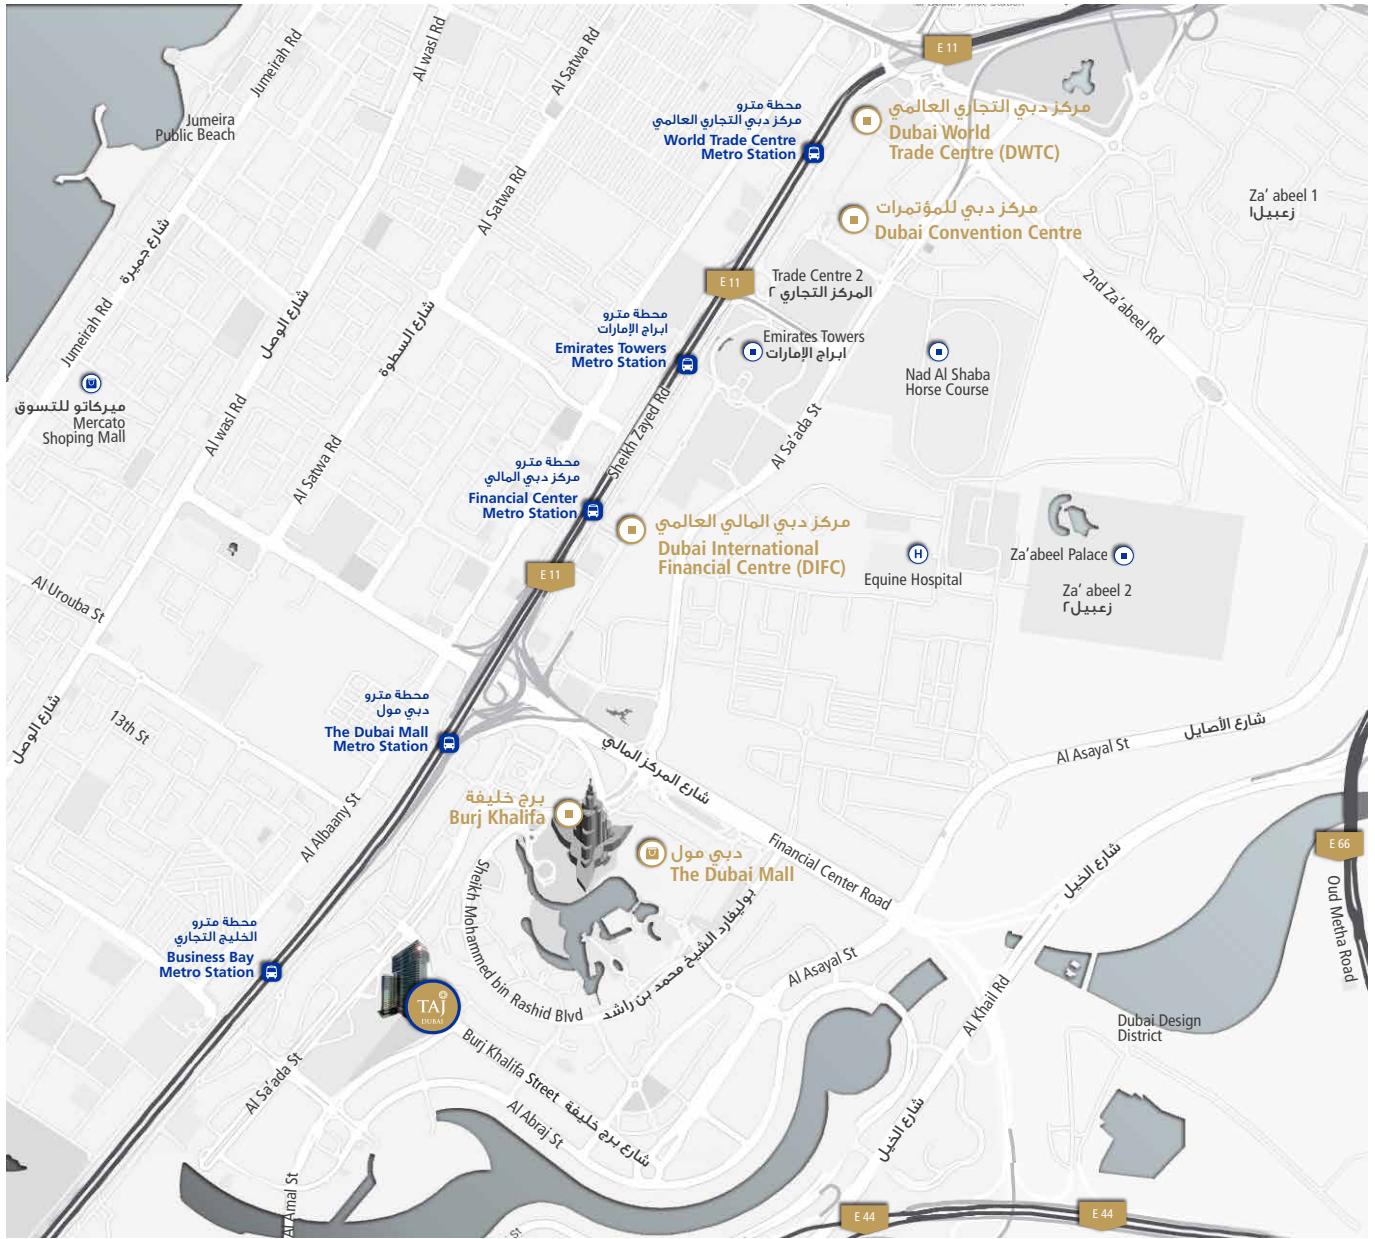 E 11
Jumeirah Rd
Al wasl Rd
Al Satwa Rd
Jumeira
Public Beach
محطة مترو
مركز دبي التجاري العالمي
World Trade Centre
Metro Station
مركز دبي التجاري العالمي
Dubai World
Trade Centre (DWTC)
Za' abeel 1
زعبيل١
Al Satwa Rd
مركز دبي للمؤتمرات
Dubai Convention Centre
شارع جميرة
E 11
Trade Centre 2
المركز التجاري ٢
2nd Za'abeel Rd
Jumeirah Rd
شارع الوصل
شارع السطوة
محطة مترو
ابراج الإمارات
Emirates Towers
Metro Station
Emirates Towers
ابراج الإمارات
Nad Al Shaba
Horse Course
ميركاتو للتسوق
Mercato
Shoping Mall
Al wasl Rd
Al Satwa Rd
Sheikh Zayed Rd
Al Sa'ada St
محطة مترو
مركز دبي المالي
Financial Center
Metro Station
مركز دبي المالي العالمي
Dubai International
Financial Centre (DIFC)
H
Equine Hospital
Za'abeel Palace
Za' abeel 2
زعبيل٢
E 11
Al Urouba St
شارع الوصل
13th St
محطة مترو
دبي مول
The Dubai Mall
Metro Station
شارع المركز المالي
Al Asayal St
شارع الأصايل
برج خليفة
Burj Khalifa
دبي مول
The Dubai Mall
Financial Center Road
شارع الخيل
E 66
Oud Metha Road
Al Albaany St
Sheikh Mohammed bin Rashid Blvd
بوليفارد الشيخ محمد بن راشد
محطة مترو
الخليج التجاري
Business Bay
Metro Station
Al Asayal St
Al Khail Rd
TAJ
DUBAI
Dubai Design
District
Al Sa'ada St
Burj Khalifa Street
شارع برج خليفة
Al Abraj St
شارع الخيل
Al Amal St
E 44
E 44